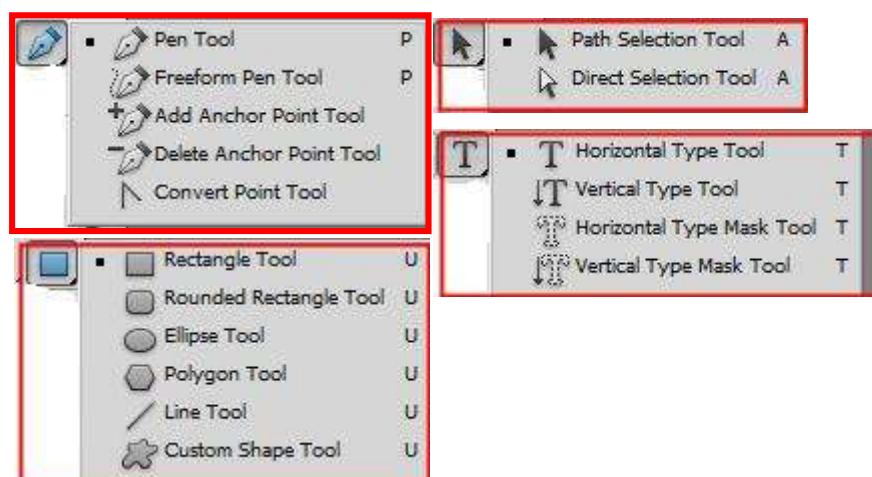 Pen Tool P
Freeform Pen Tool P
Add Anchor Point Tool
Delete Anchor Point Tool
Convert Point Tool
Path Selection Tool A
Direct Selection Tool A
T Horizontal Type Tool T
Vertical Type Tool T
Horizontal Type Mask Tool T
Vertical Type Mask Tool T
Rectangle Tool U
Rounded Rectangle Tool U
Ellipse Tool U
Polygon Tool U
Line Tool U
Custom Shape Tool U